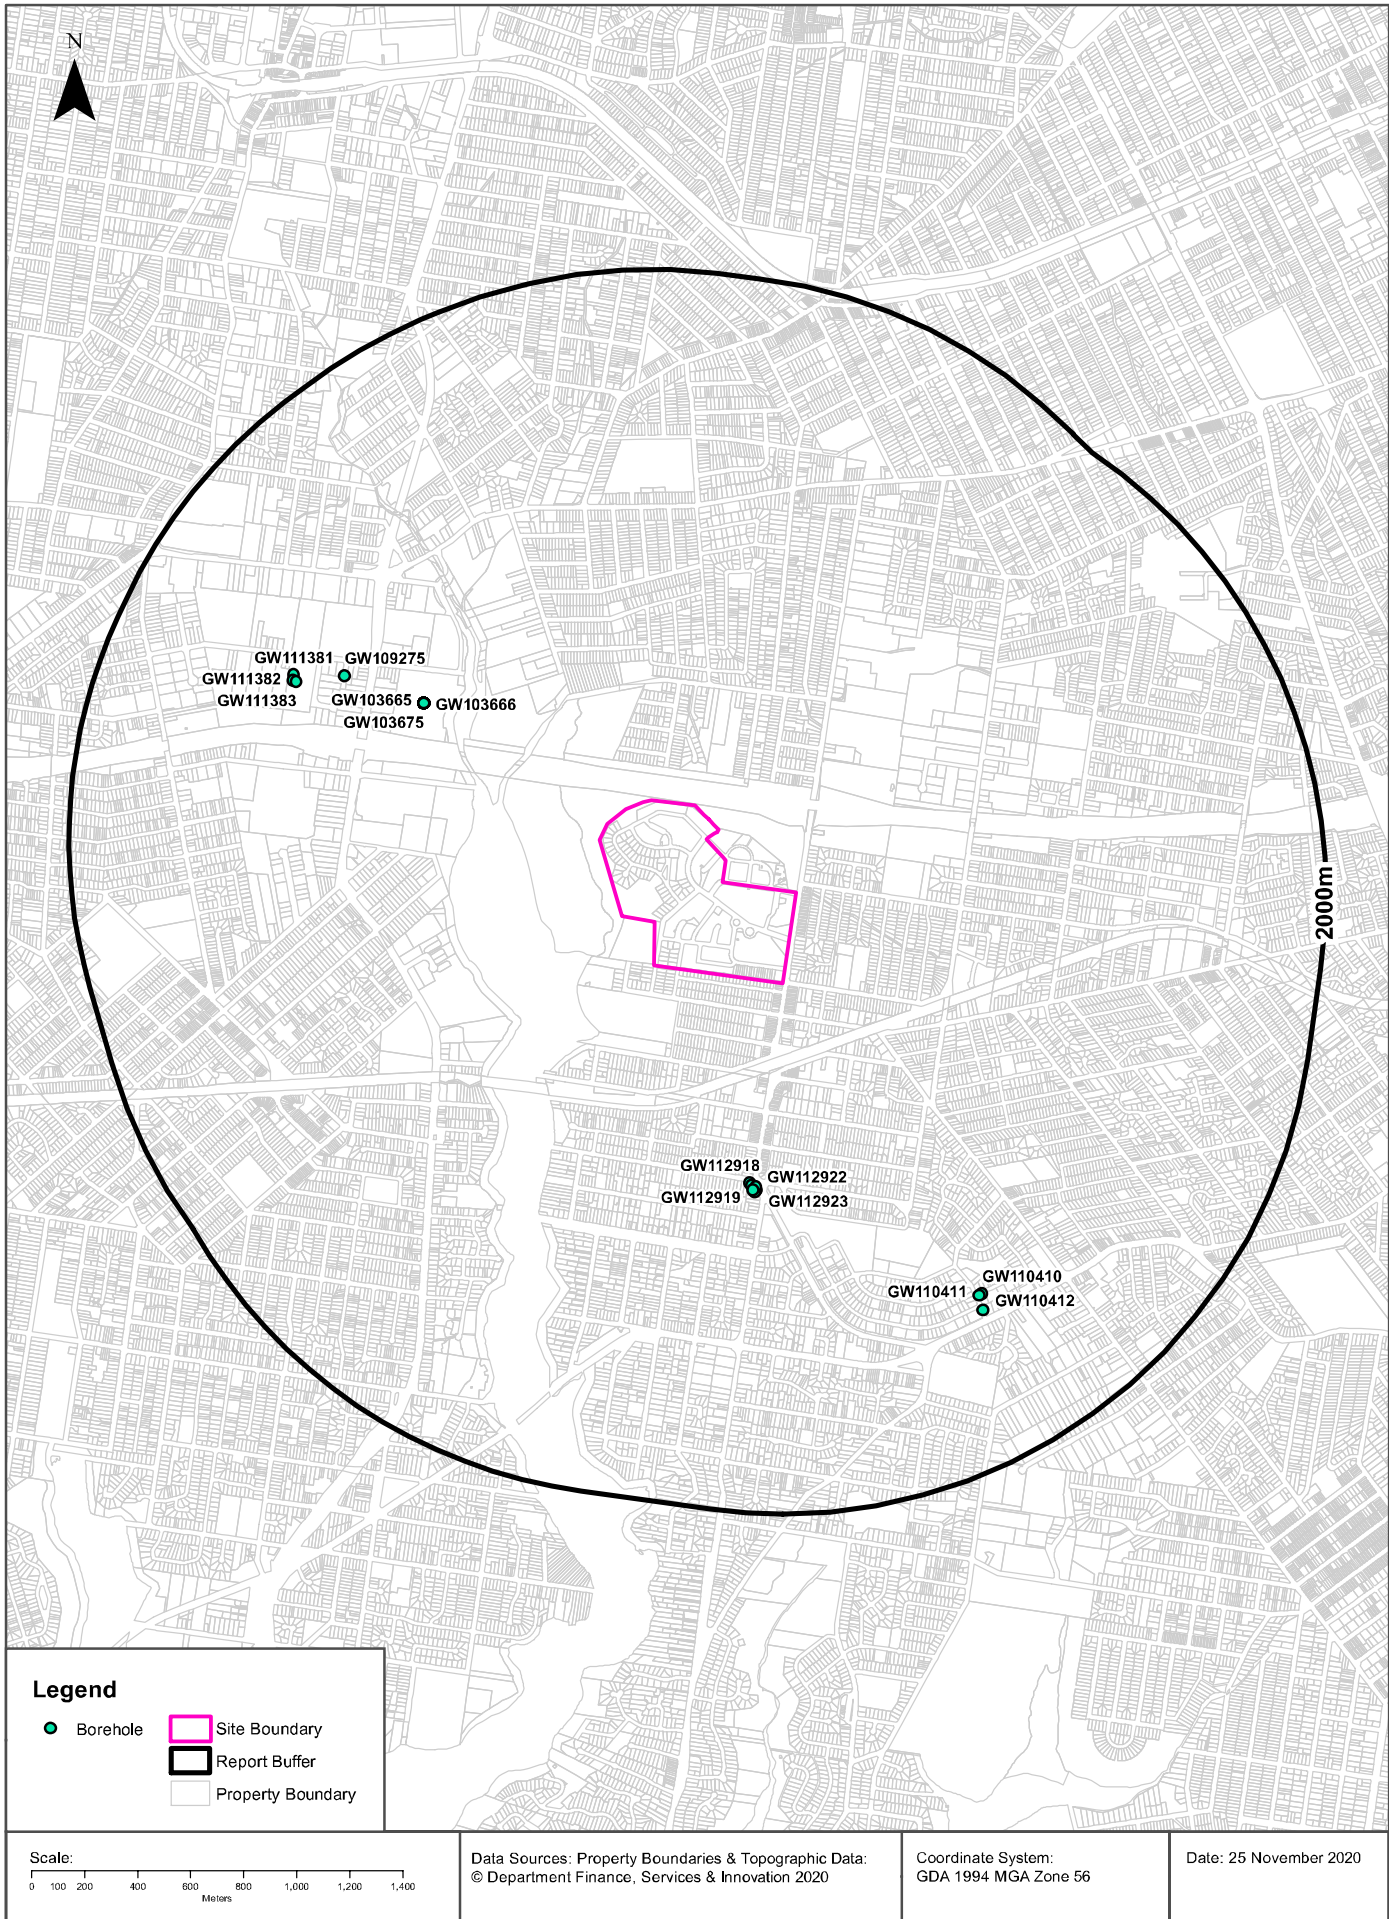 N
GW111381 GW109275
GW111382
GW111383
GW103665 GW103666
GW103675
2000m
GW112918
GW112922
GW112919
GW112923
GW110410
GW110411
GW110412
Legend
Borehole
Site Boundary
Report Buffer
Property Boundary
Scale:
0 100 200 400 600 800 1,000 1,200 1,400
Meters
Data Sources: Property Boundaries & Topographic Data:
© Department Finance, Services & Innovation 2020
Coordinate System:
GDA 1994 MGA Zone 56
Date: 25 November 2020